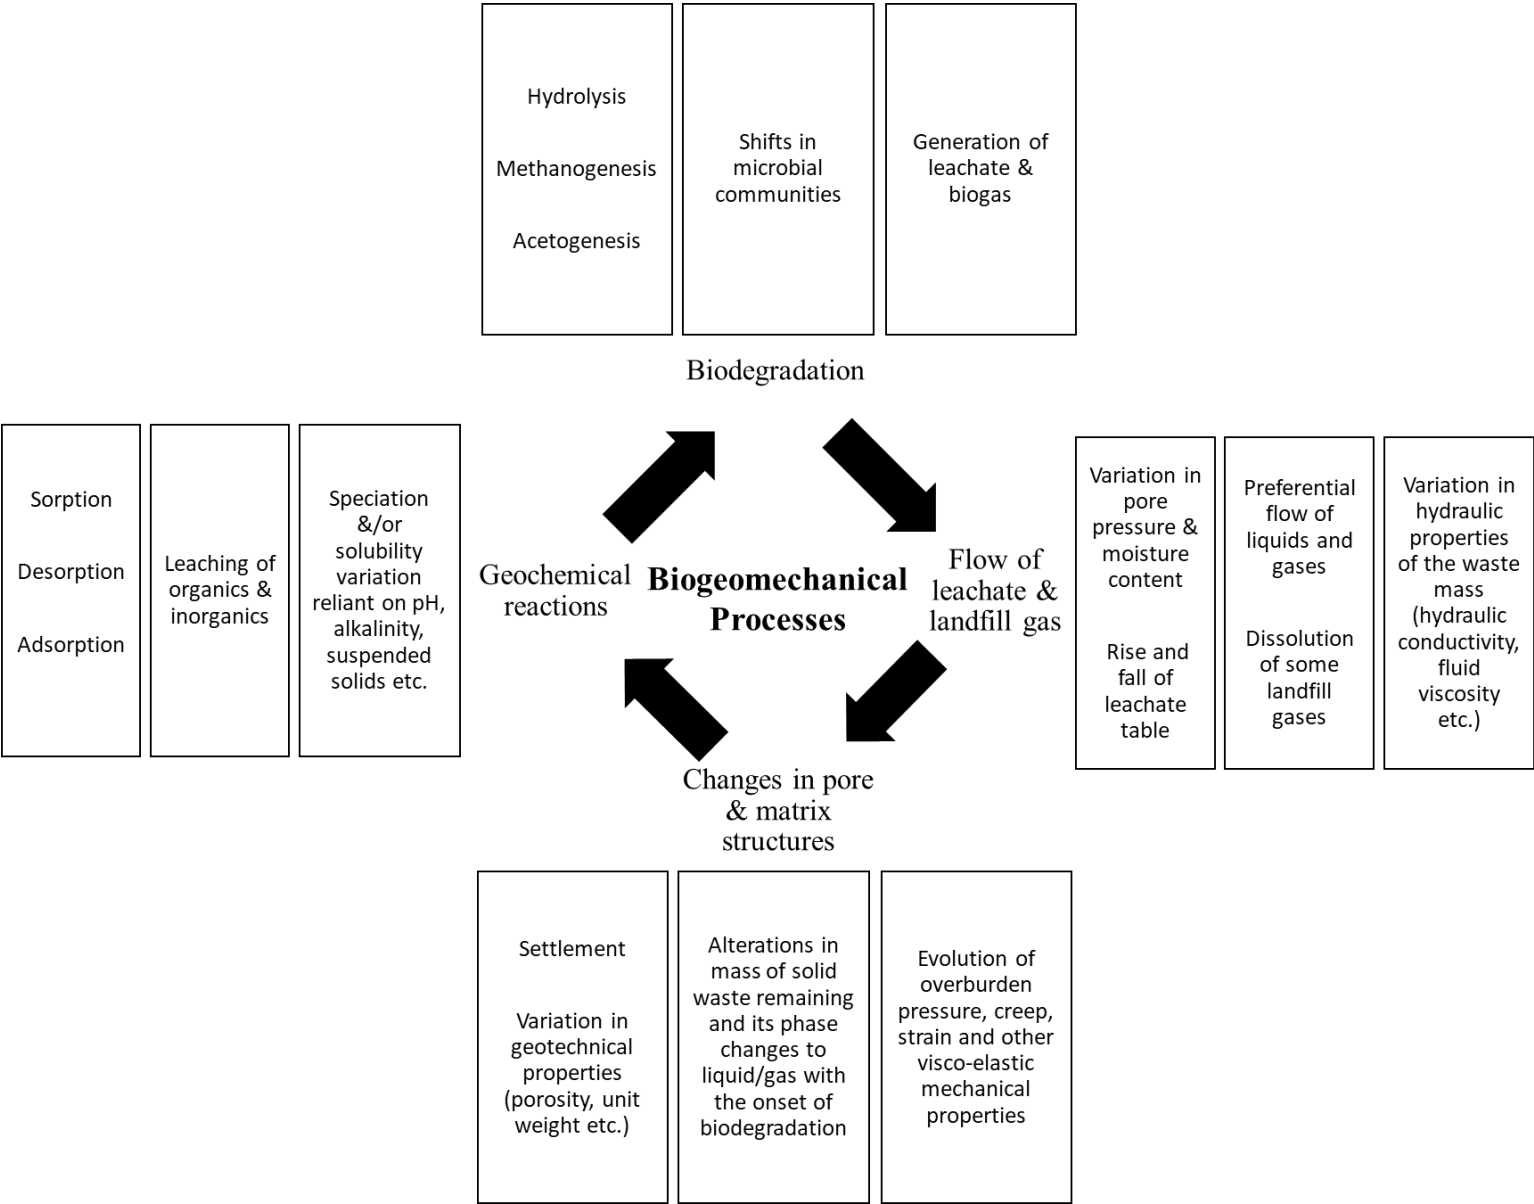 Hydrolysis
Methanogenesis
Acetogenesis
Shifts in
microbial
communities
Generation of
leachate &
biogas
Biodegradation
Sorption
Desorption
Adsorption
Leaching of
organics &
inorganics
Speciation
&/or
solubility
variation
reliant on pH,
alkalinity,
suspended
solids etc.
Geochemical
reactions
Biogeomechanical
Processes
Flow of
leachate &
landfill gas
Variation in
pore
pressure &
moisture
content
Rise and
fall of
leachate
table
Preferential
flow of
liquids and
gases
Dissolution
of some
landfill
gases
Variation in
hydraulic
properties
of the waste
mass
(hydraulic
conductivity,
fluid
viscosity
etc.)
Changes in pore
& matrix
structures
Settlement
Variation in
geotechnical
properties
(porosity, unit
weight etc.)
Alterations in
mass of solid
waste remaining
and its phase
changes to
liquid/gas with
the onset of
biodegradation
Evolution of
overburden
pressure, creep,
strain and other
visco-elastic
mechanical
properties